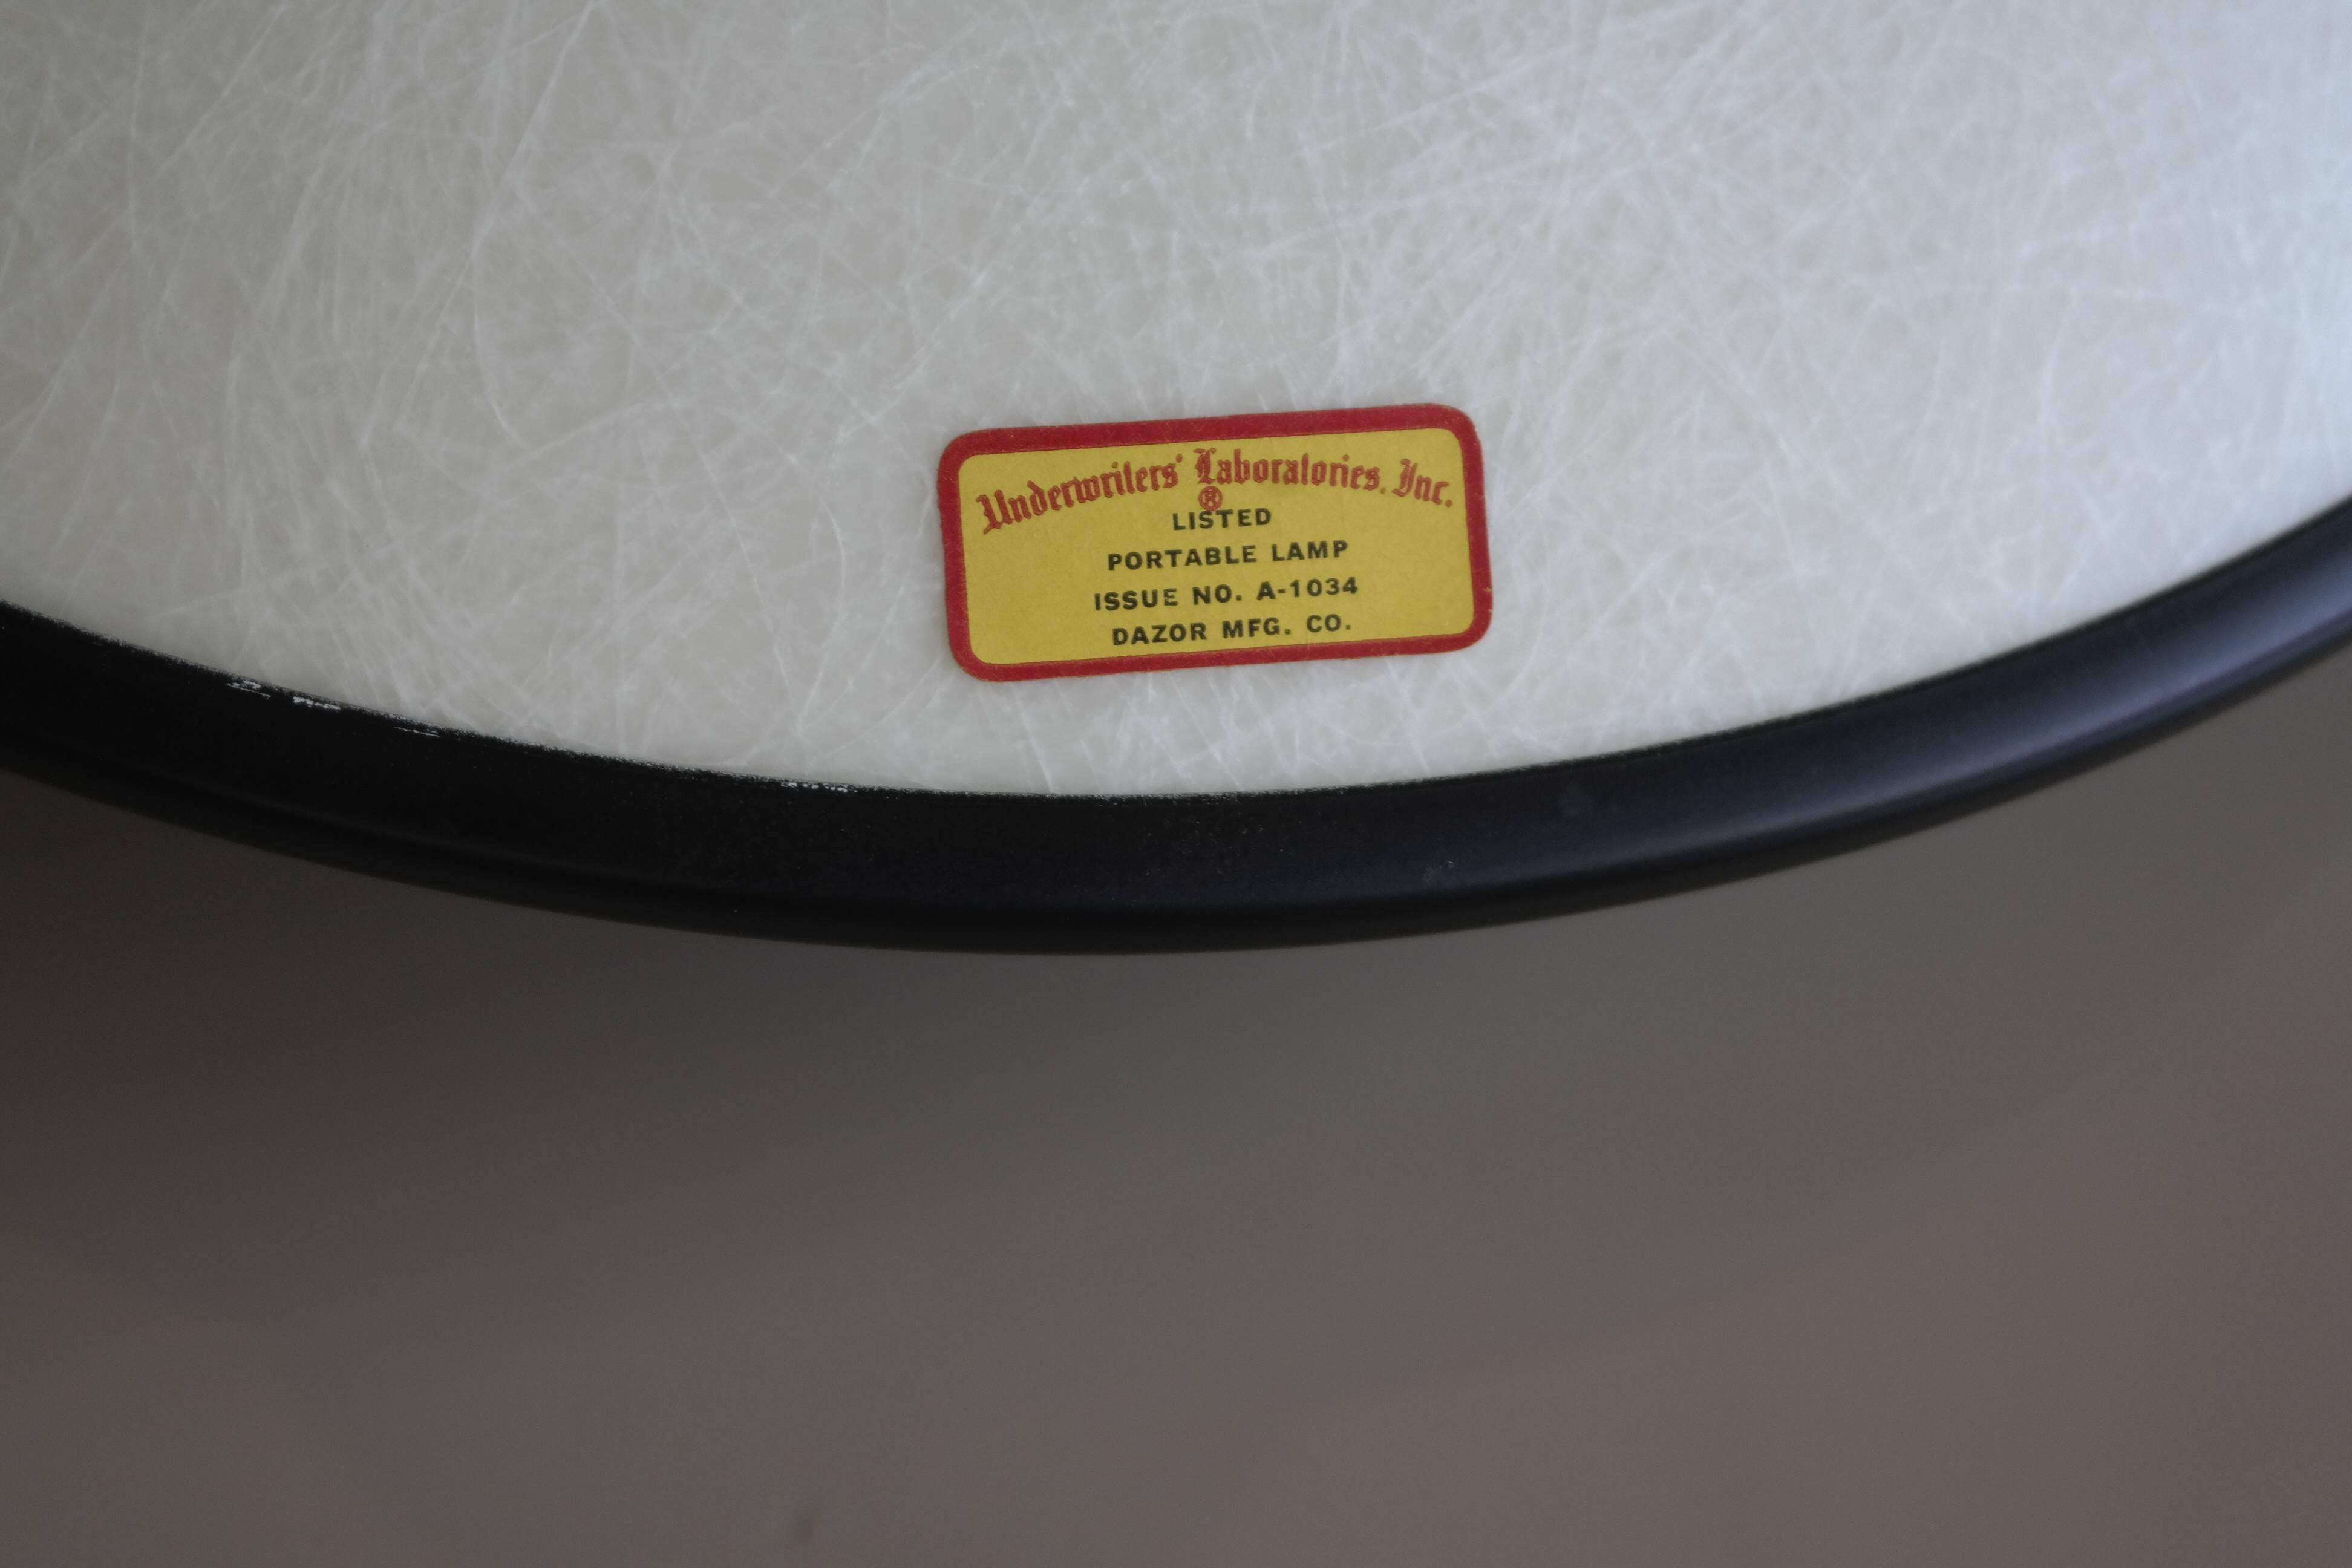 Underwriters' Laboratories, Inc.
®
LISTED
PORTABLE LAMP
ISSUE NO. A-1034
DAZOR MFG. CO.